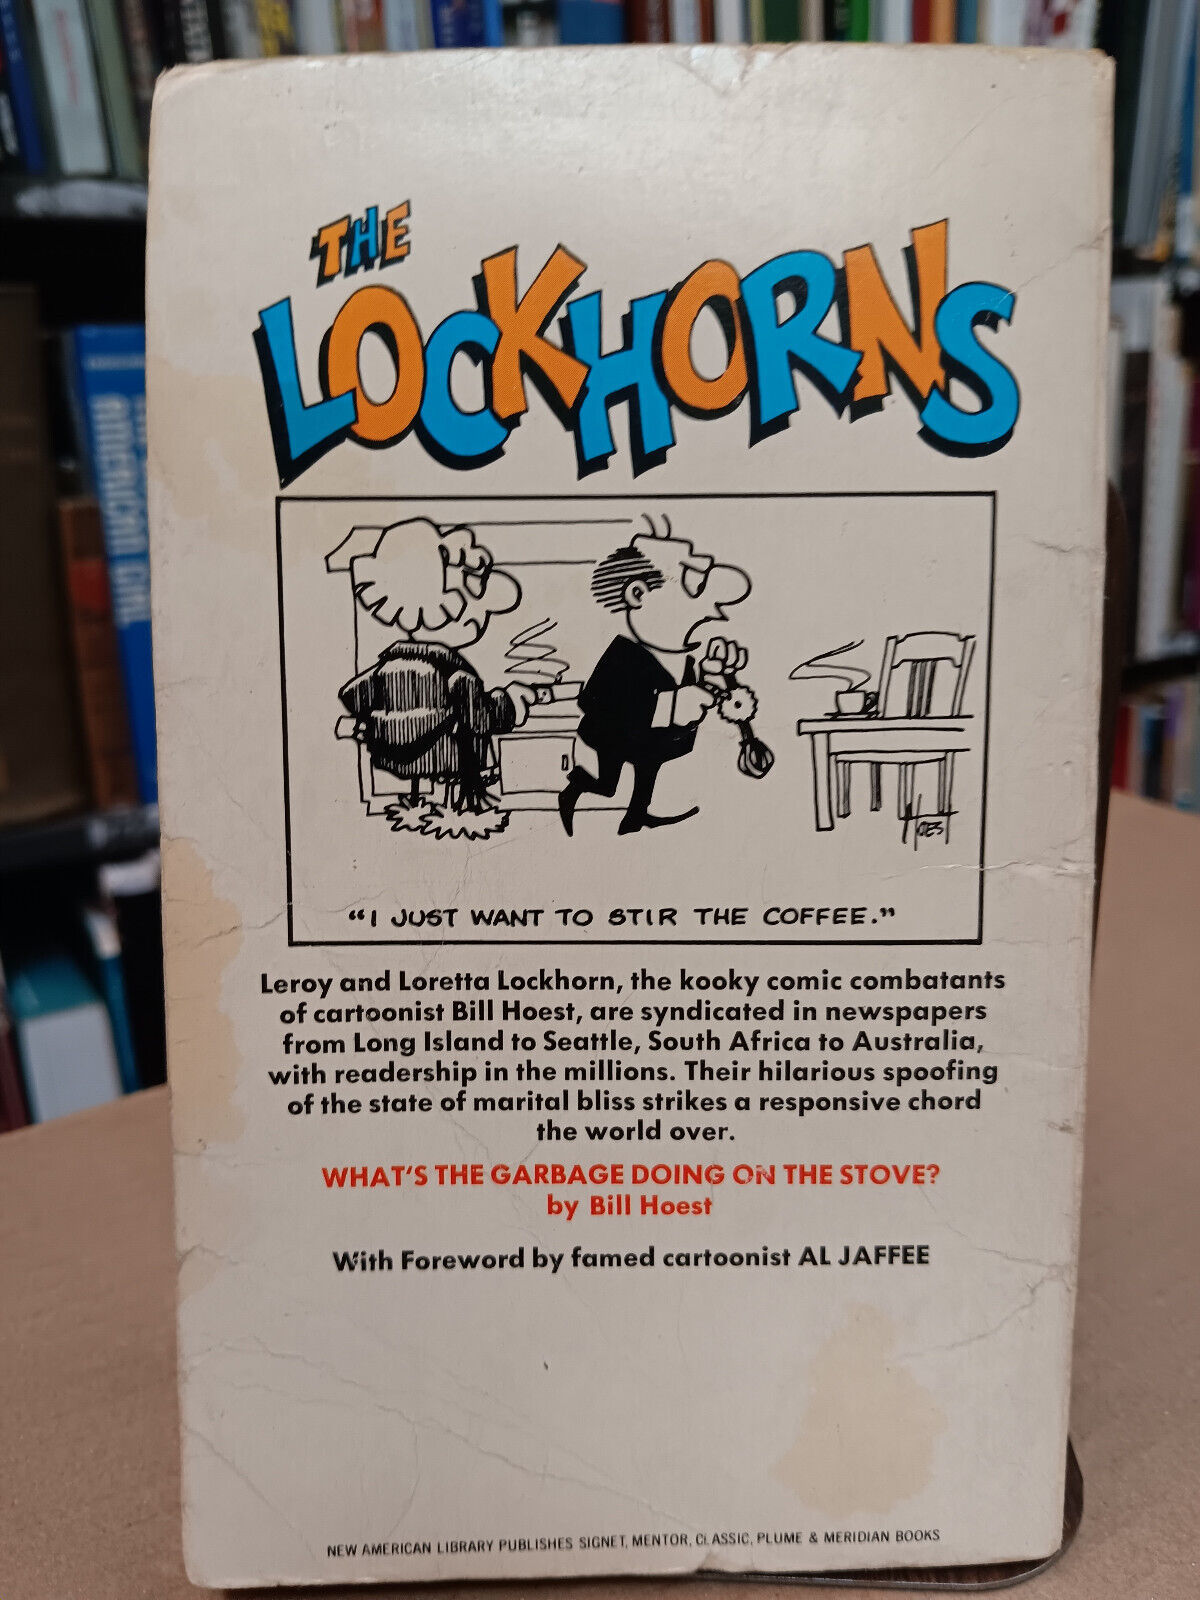 THE
LOCKHORNS
HOEST
“I JUST WANT TO STIR THE COFFEE.”
Leroy and Loretta Lockhorn, the kooky comic combatants
of cartoonist Bill Hoest, are syndicated in newspapers
from Long Island to Seattle, South Africa to Australia,
with readership in the millions. Their hilarious spoofing
of the state of marital bliss strikes a responsive chord
the world over.
WHAT'S THE GARBAGE DOING ON THE STOVE?
by Bill Hoest
With Foreword by famed cartoonist AL JAFFEE
NEW AMERICAN LIBRARY PUBLISHES SIGNET, MENTOR, CLASSIC, PLUME & MERIDIAN BOOKS
AMERICAN GIRL